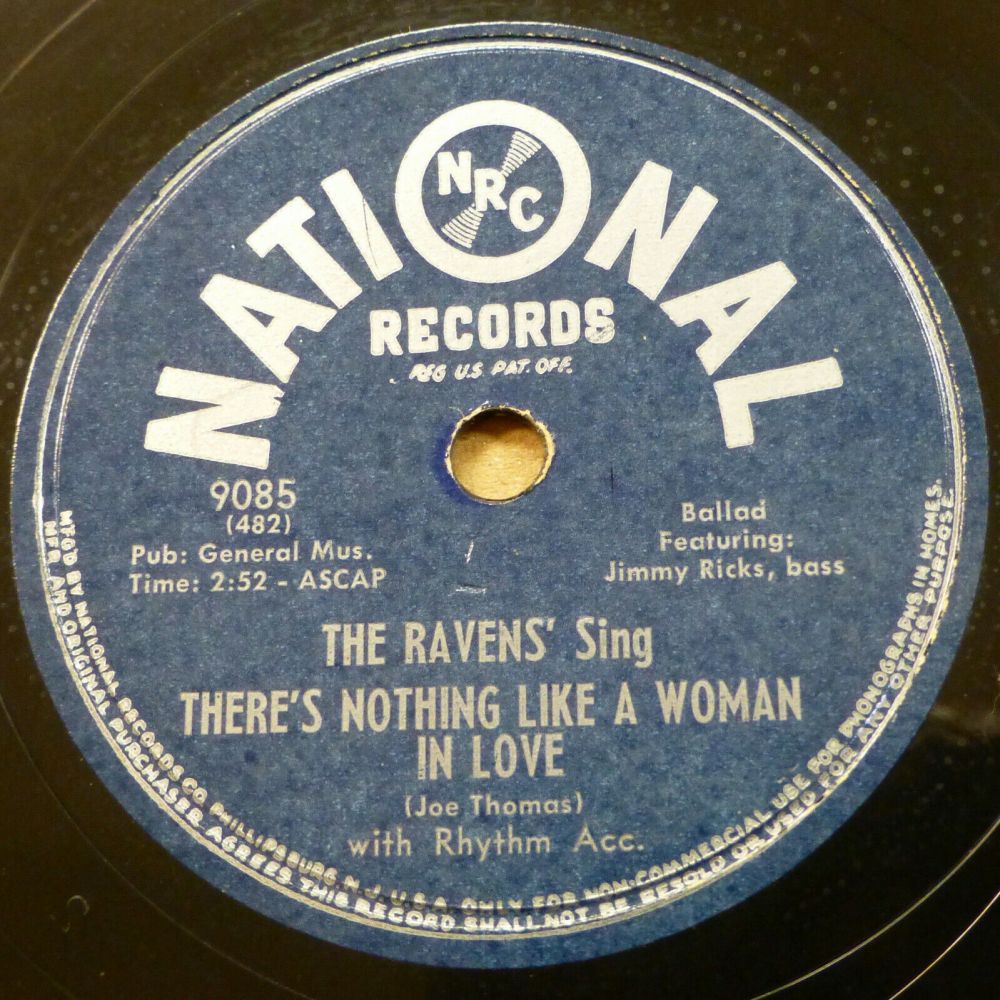 NATIONAL
NRC
RECORDS
REG U.S. PAT. OFF.
9085
(482)
Pub: General Mus.
Time: 2:52 - ASCAP
Ballad
Featuring:
Jimmy Ricks, bass
THE RAVENS' Sing
THERE'S NOTHING LIKE A WOMAN
IN LOVE
(Joe Thomas)
with Rhythm Acc.
MFG'D BY NATIONAL RECORDS CO. PHILLIPSBURG, N.J., U.S.A. ONLY FOR NON-COMMERCIAL USE FOR PHONOGRAPHS IN HOMES.
MFR. AND ORIGINAL PURCHASER AGREES THIS RECORD SHALL NOT BE RESOLD OR USED FOR ANY OTHER PURPOSE.